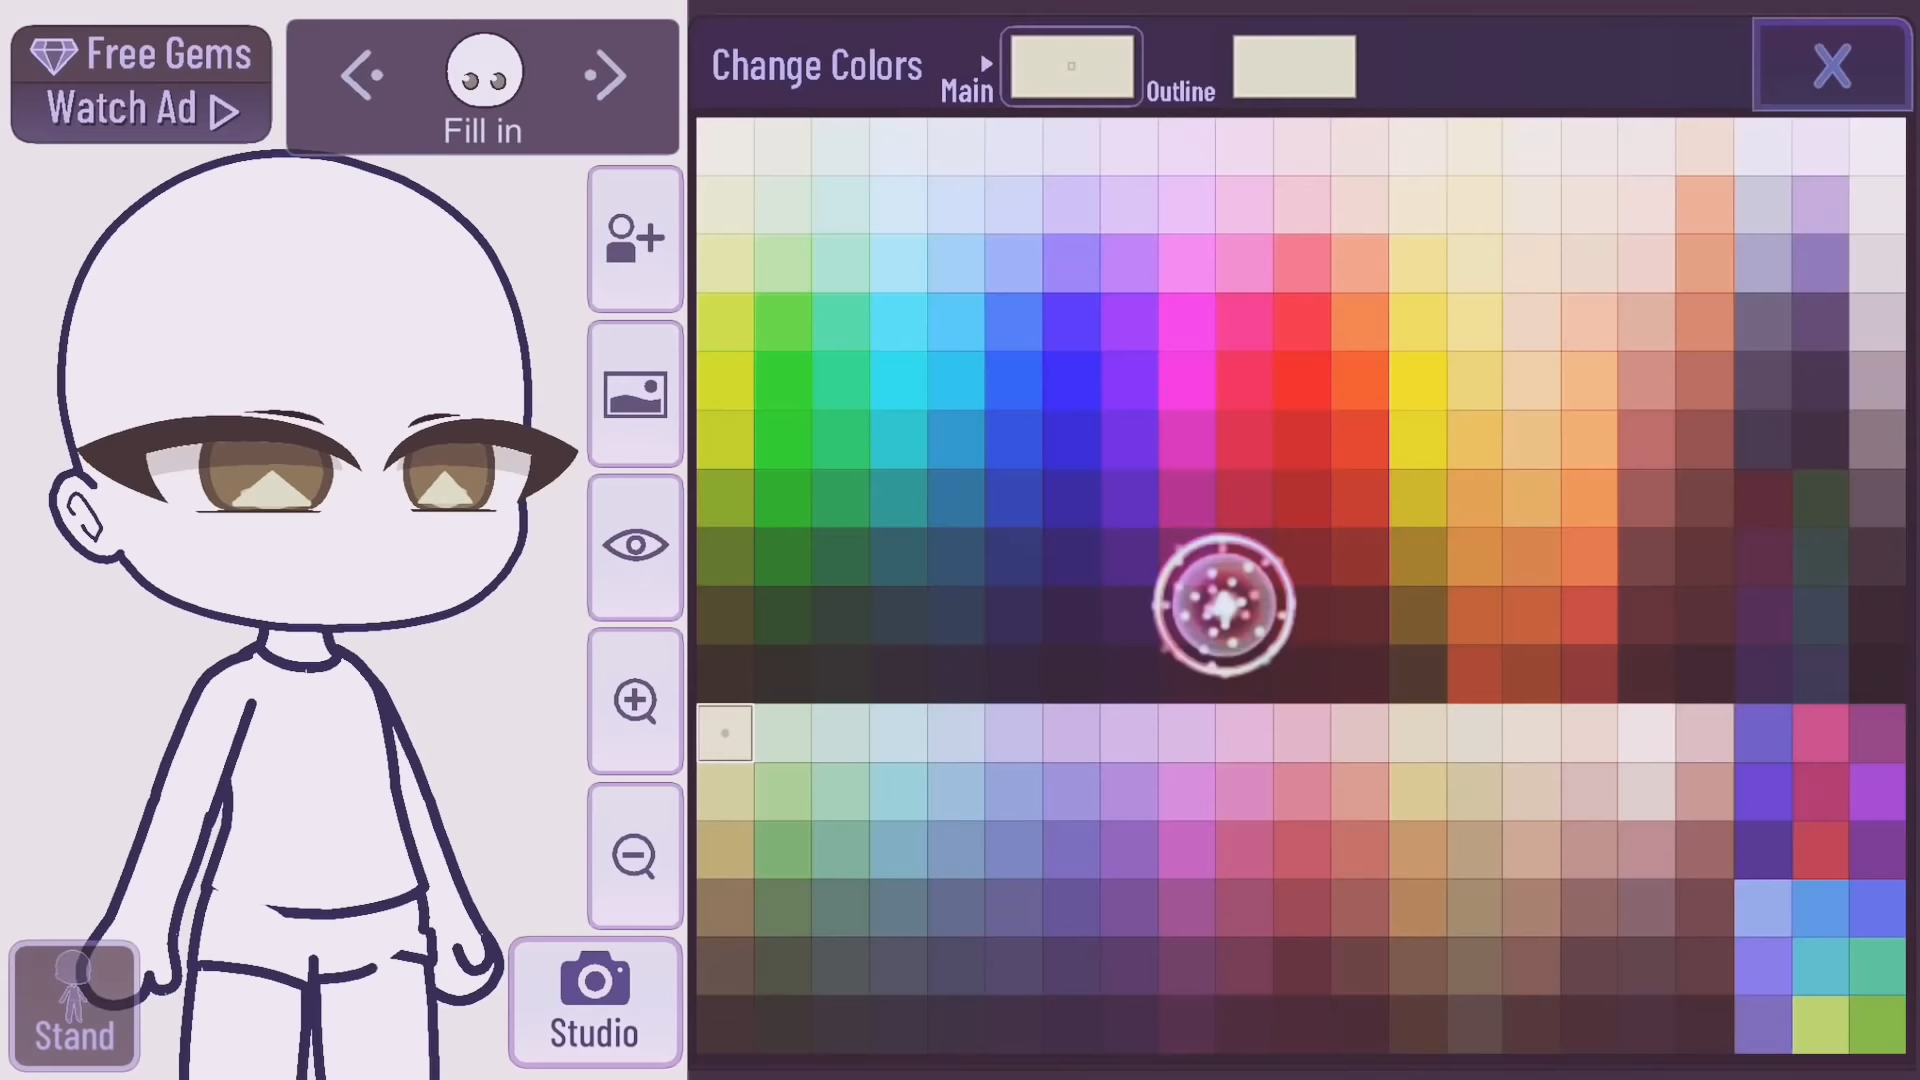 Free Gems
Watch Ad
Fill in
Change Colors
Main
Outline
X
Stand
Studio